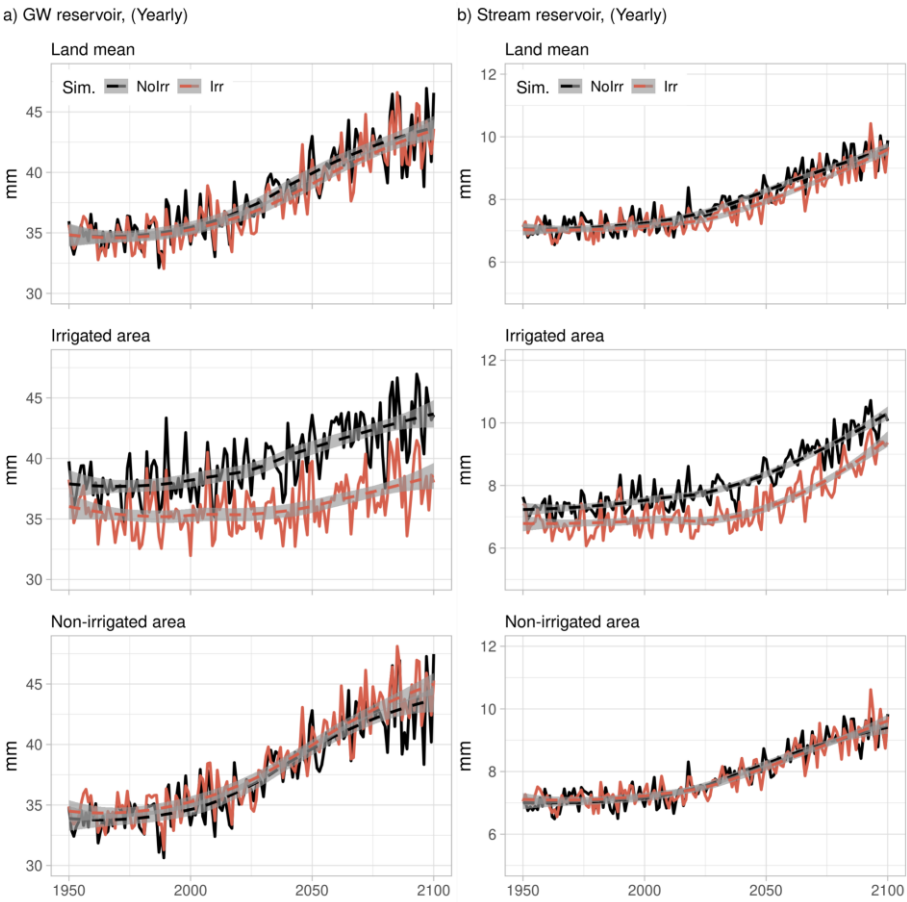 a) GW reservoir, (Yearly)
Land mean
Sim. NoIrr Irr
45
40
35
30
mm
Irrigated area
45
40
35
30
mm
Non-irrigated area
45
40
35
30
mm
1950 2000 2050 2100
b) Stream reservoir, (Yearly)
Land mean
Sim. NoIrr Irr
12
10
8
6
mm
Irrigated area
12
10
8
6
mm
Non-irrigated area
12
10
8
6
mm
1950 2000 2050 2100